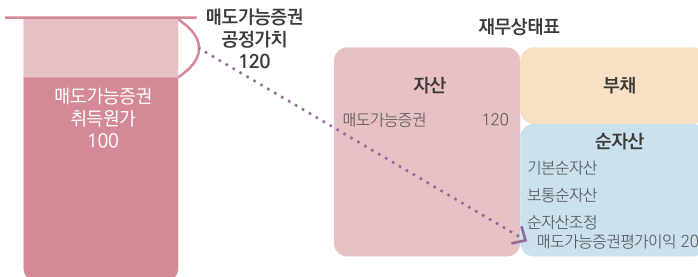 매도가능증권
공정가치
120
매도가능증권
취득원가
100
재무상태표
자산
매도가능증권 120
부채
순자산
기본순자산
보통순자산
순자산조정
매도가능증권평가이익 20